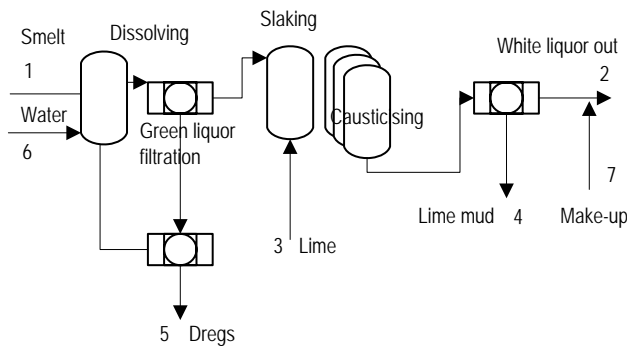 Smelt
1
Dissolving
Slaking
Water
6
Green liquor
filtration
Causticising
White liquor out
2
7
3 Lime
Lime mud 4
Make-up
5 Dregs